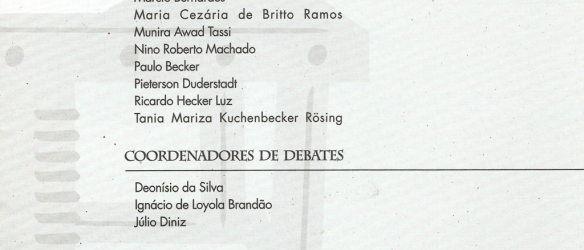 Maria Cezária de Britto Ramos
Munira Awad Tassi
Nino Roberto Machado
Paulo Becker
Pieterson Duderstadt
Ricardo Hecker Luz
Tania Mariza Kuchenbecker Rösing
COORDENADORES DE DEBATES
Deonísio da Silva
Ignácio de Loyola Brandão
Júlio Diniz